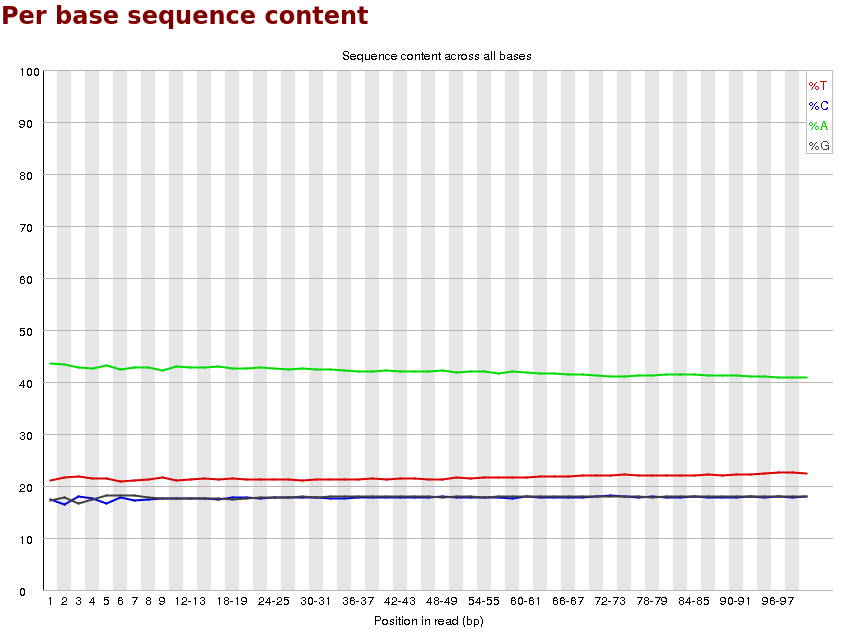 Per base sequence content
Sequence content across all bases
100
90
80
70
60
50
40
30
20
10
0
%T
%C
%A
%G
1 2 3 4 5 6 7 8 9 12-13 18-19 24-25 30-31 36-37 42-43 48-49 54-55 60-61 66-67 72-73 78-79 84-85 90-91 96-97
Position in read (bp)